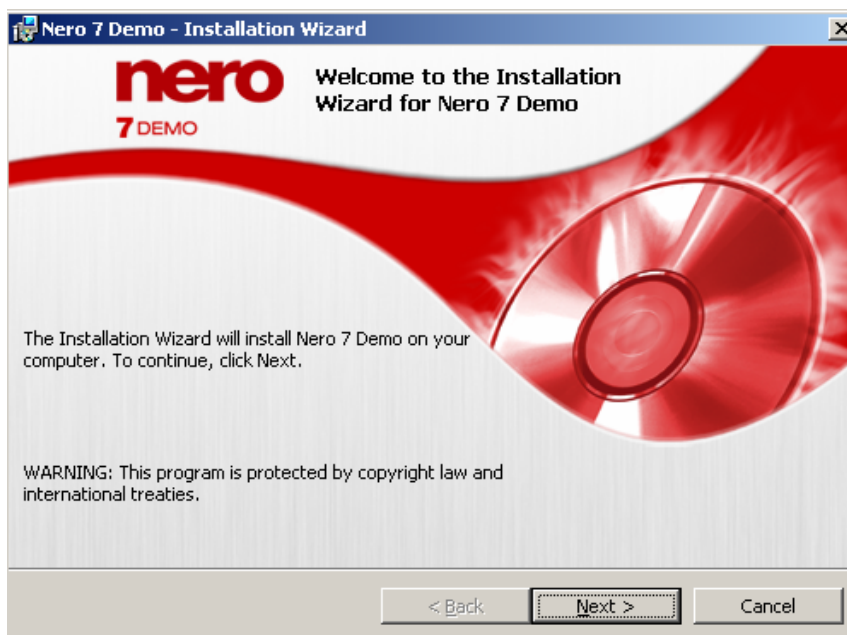 Nero 7 Demo - Installation Wizard
nero
7 DEMO
Welcome to the Installation
Wizard for Nero 7 Demo
The Installation Wizard will install Nero 7 Demo on your
computer. To continue, click Next.
WARNING: This program is protected by copyright law and
international treaties.
< Back
Next >
Cancel